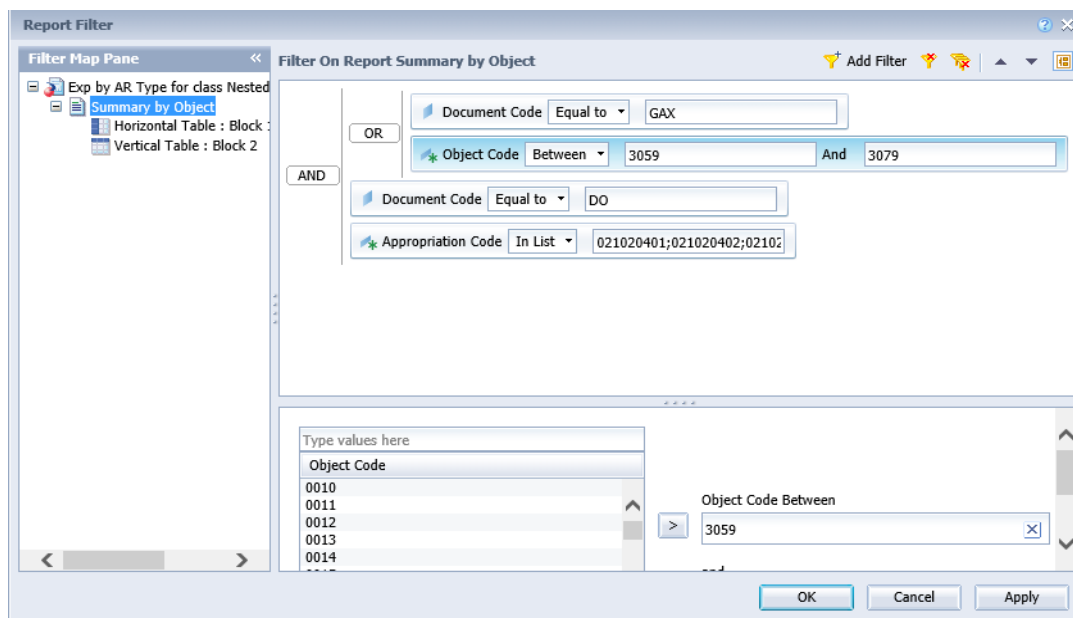 Report Filter
Filter Map Pane «
Filter On Report Summary by Object
Add Filter
Exp by AR Type for class Nested
Summary by Object
Horizontal Table : Block
Vertical Table : Block 2
AND
OR
Document Code Equal to GAX
Object Code Between 3059 And 3079
Document Code Equal to DO
Appropriation Code In List 021020401;021020402;02102
Type values here
Object Code
0010
0011
0012
0013
0014
>
Object Code Between
3059
OK Cancel Apply